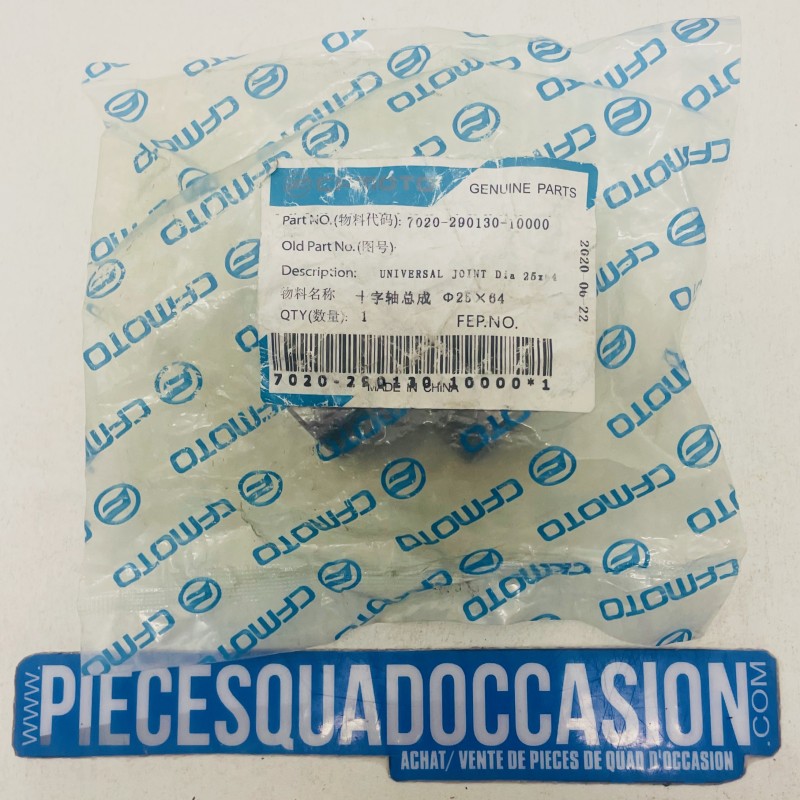 CFMOTO
GENUINE PARTS
Part NO.(物料代码): 7020-290130-10000
Old Part No.(图号)
Description: UNIVERSAL JOINT Dia 25x 4
物料名称 十字轴总成 Φ25×64
QTY(数量): 1 FEP.NO.
2020-06-22
7020-290130-10000*1
MADE IN CHINA
WWW.PIECESQUADOCCASION.COM
ACHAT/ VENTE DE PIECES DE QUAD D'OCCASION